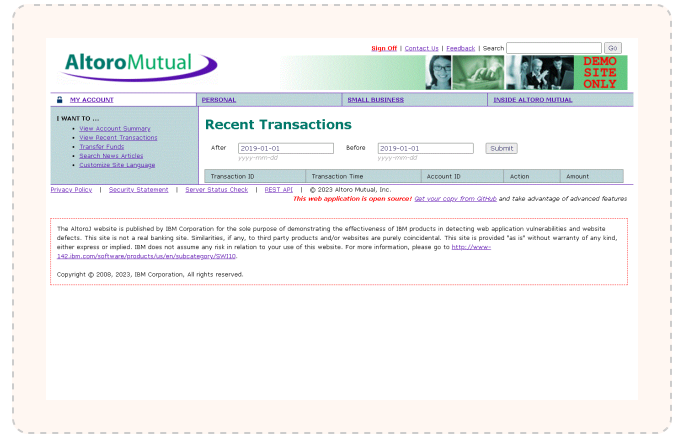 Sign Off | Contact Us | Feedback | Search Go
AltoroMutual
DEMO
SITE
ONLY
MY ACCOUNT PERSONAL SMALL BUSINESS INSIDE ALTORO MUTUAL
I WANT TO ...
• View Account Summary
• View Recent Transactions
• Transfer Funds
• Search News Articles
• Customize Site Language
Recent Transactions
After 2019-01-01 Before 2019-01-01 Submit
yyyy-mm-dd yyyy-mm-dd
Transaction ID Transaction Time Account ID Action Amount
Privacy Policy | Security Statement | Server Status Check | REST API | © 2023 Altoro Mutual, Inc.
This web application is open source! Get your copy from GitHub and take advantage of advanced features
The AltoroJ website is published by IBM Corporation for the sole purpose of demonstrating the effectiveness of IBM products in detecting web application vulnerabilities and website
defects. This site is not a real banking site. Similarities, if any, to third party products and/or websites are purely coincidental. This site is provided "as is" without warranty of any kind,
either express or implied. IBM does not assume any risk in relation to your use of this website. For more information, please go to http://www-
142.ibm.com/software/products/us/en/subcategory/SWI10.
Copyright © 2008, 2023, IBM Corporation, All rights reserved.